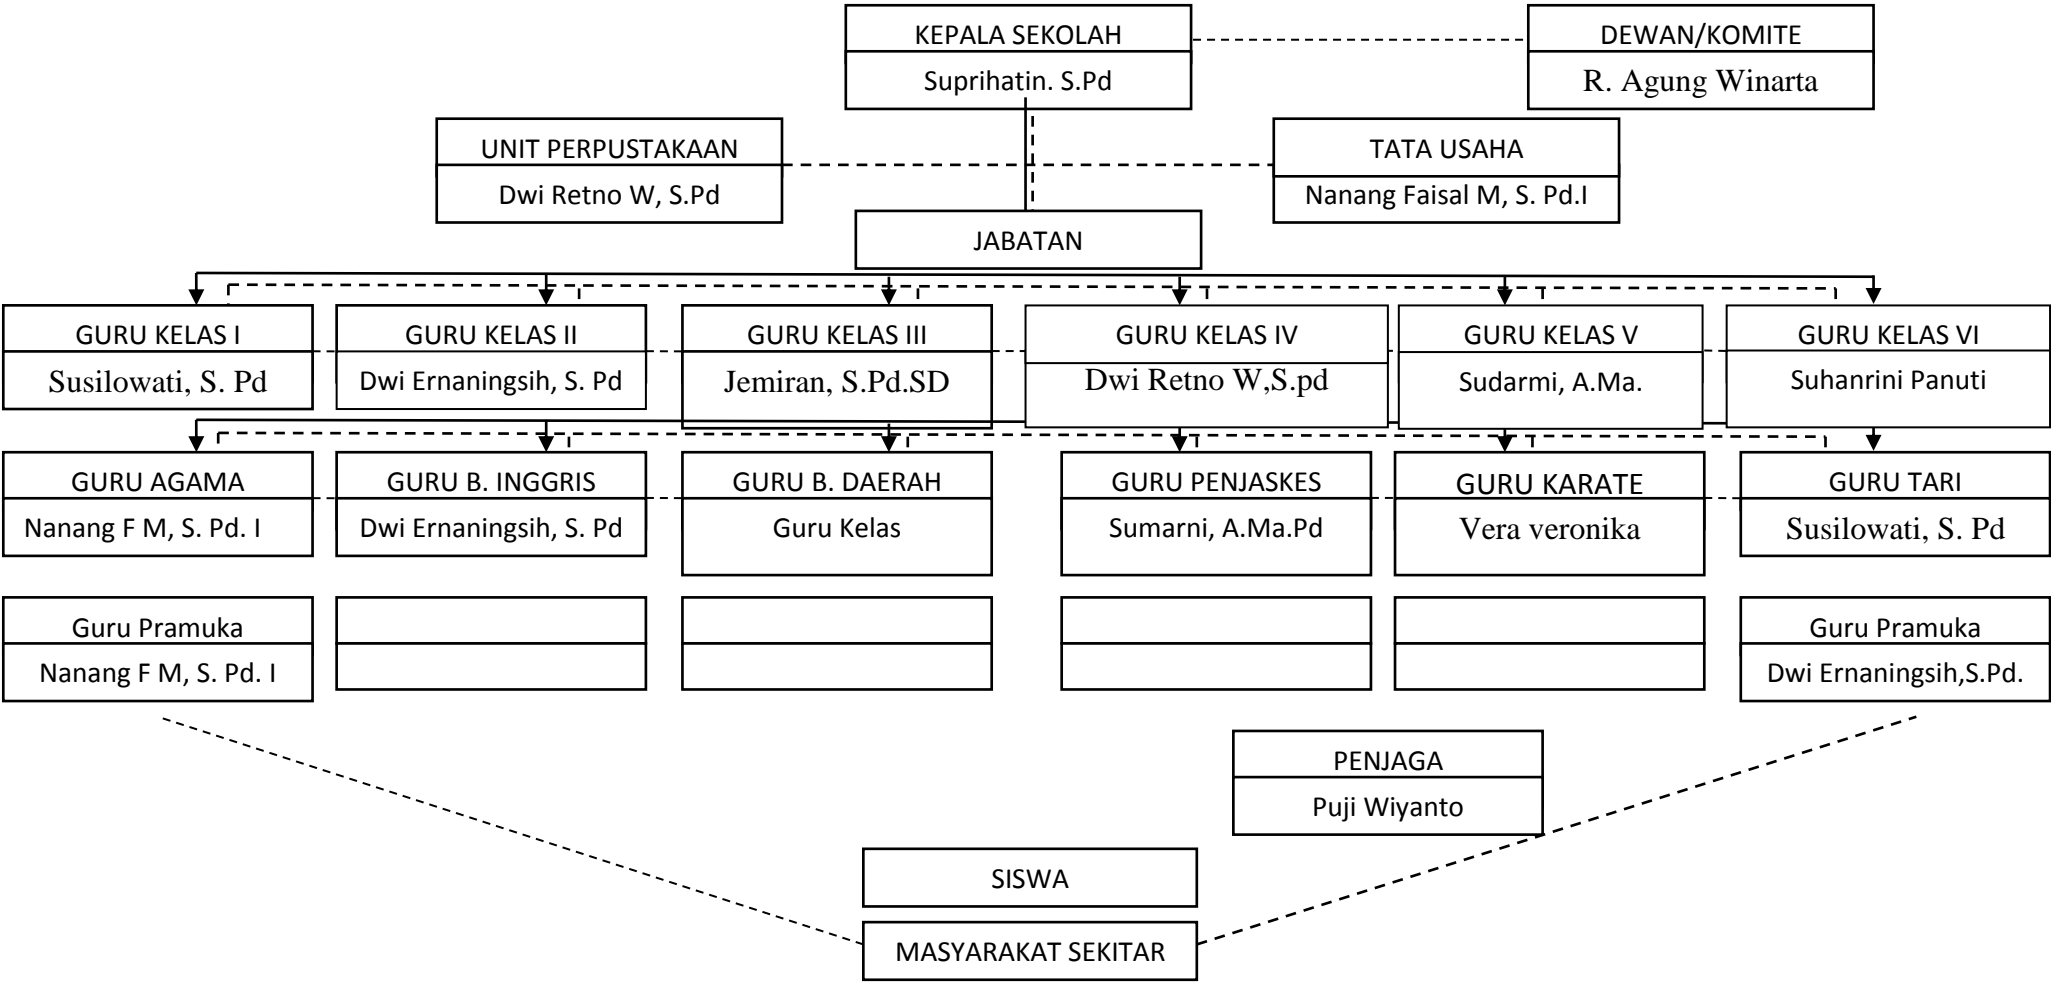 KEPALA SEKOLAH
Suprihatin. S.Pd
DEWAN/KOMITE
R. Agung Winarta
UNIT PERPUSTAKAAN
Dwi Retno W, S.Pd
TATA USAHA
Nanang Faisal M, S. Pd.I
JABATAN
GURU KELAS I
Susilowati, S. Pd
GURU KELAS II
Dwi Ernaningsih, S. Pd
GURU KELAS III
Jemiran, S.Pd.SD
GURU KELAS IV
Dwi Retno W,S.pd
GURU KELAS V
Sudarmi, A.Ma.
GURU KELAS VI
Suhanrini Panuti
GURU AGAMA
Nanang F M, S. Pd. I
GURU B. INGGRIS
Dwi Ernaningsih, S. Pd
GURU B. DAERAH
Guru Kelas
GURU PENJASKES
Sumarni, A.Ma.Pd
GURU KARATE
Vera veronika
GURU TARI
Susilowati, S. Pd
Guru Pramuka
Nanang F M, S. Pd. I
Guru Pramuka
Dwi Ernaningsih,S.Pd.
PENJAGA
Puji Wiyanto
SISWA
MASYARAKAT SEKITAR